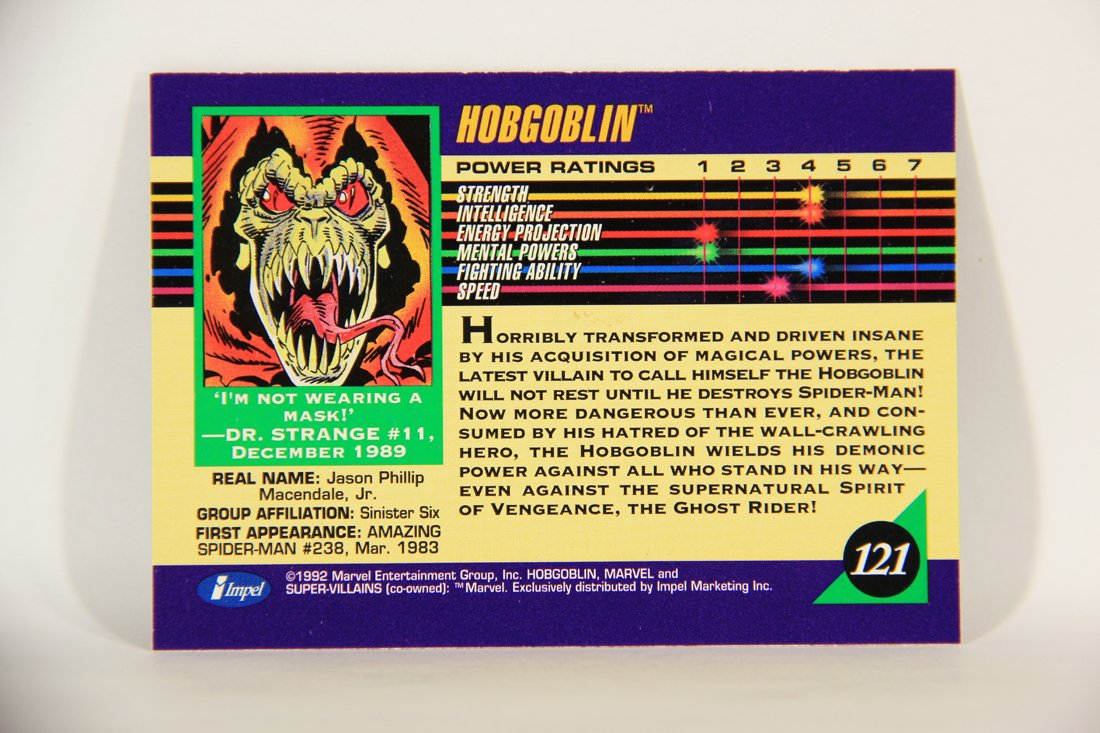 HOBGOBLIN™
POWER RATINGS 1 2 3 4 5 6 7
STRENGTH
INTELLIGENCE
ENERGY PROJECTION
MENTAL POWERS
FIGHTING ABILITY
SPEED
'I'M NOT WEARING A
MASK!'
—DR. STRANGE #11,
DECEMBER 1989
REAL NAME: Jason Phillip
Macendale, Jr.
GROUP AFFILIATION: Sinister Six
FIRST APPEARANCE: AMAZING
SPIDER-MAN #238, Mar. 1983
HORRIBLY TRANSFORMED AND DRIVEN INSANE
BY HIS ACQUISITION OF MAGICAL POWERS, THE
LATEST VILLAIN TO CALL HIMSELF THE HOBGOBLIN
WILL NOT REST UNTIL HE DESTROYS SPIDER-MAN!
NOW MORE DANGEROUS THAN EVER, AND CON-
SUMED BY HIS HATRED OF THE WALL-CRAWLING
HERO, THE HOBGOBLIN WIELDS HIS DEMONIC
POWER AGAINST ALL WHO STAND IN HIS WAY—
EVEN AGAINST THE SUPERNATURAL SPIRIT
OF VENGEANCE, THE GHOST RIDER!
121
Impel
©1992 Marvel Entertainment Group, Inc. HOBGOBLIN, MARVEL and
SUPER-VILLAINS (co-owned): ™Marvel. Exclusively distributed by Impel Marketing Inc.